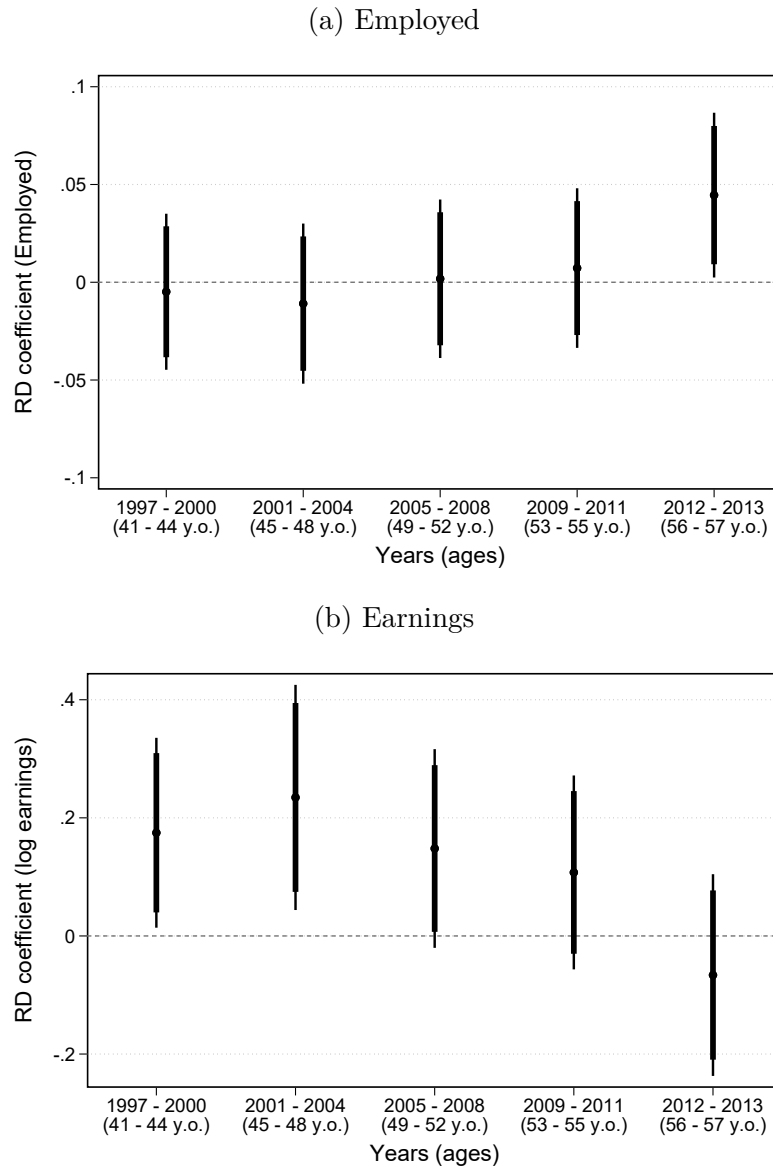 (a) Employed
RD coefficient (Employed)
.1
.05
0
-.05
-.1
1997 - 2000 2001 - 2004 2005 - 2008 2009 - 2011 2012 - 2013
(41 - 44 y.o.) (45 - 48 y.o.) (49 - 52 y.o.) (53 - 55 y.o.) (56 - 57 y.o.)
Years (ages)
(b) Earnings
RD coefficient (log earnings)
.4
.2
0
-.2
1997 - 2000 2001 - 2004 2005 - 2008 2009 - 2011 2012 - 2013
(41 - 44 y.o.) (45 - 48 y.o.) (49 - 52 y.o.) (53 - 55 y.o.) (56 - 57 y.o.)
Years (ages)